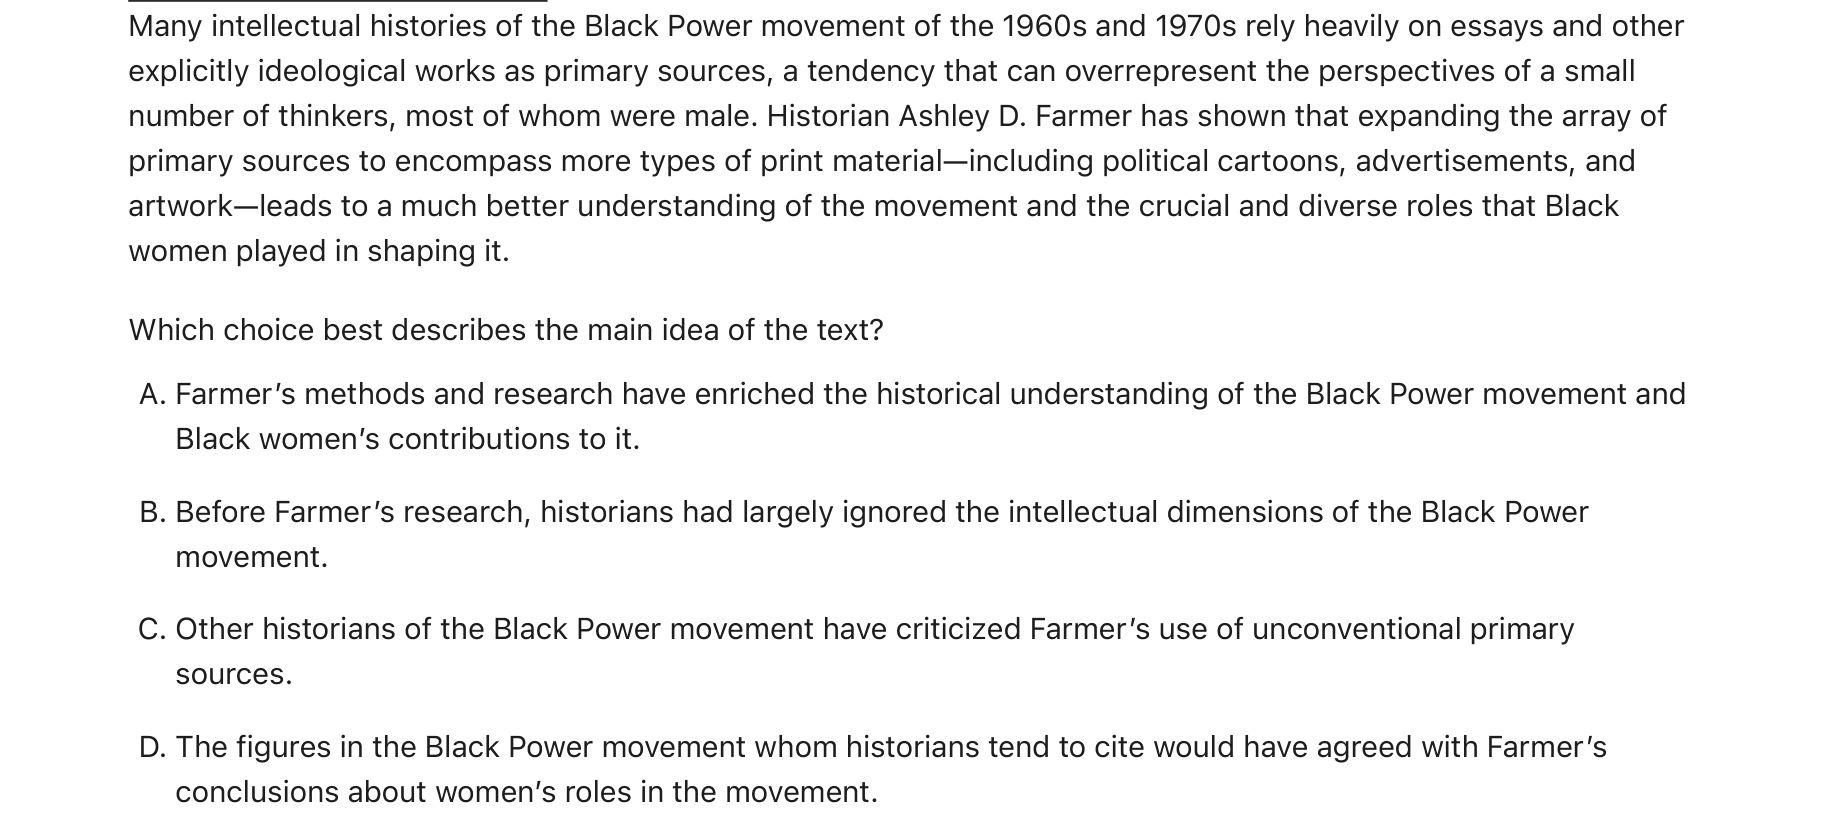 Many intellectual histories of the Black Power movement of the 1960s and 1970s rely heavily on essays and other
explicitly ideological works as primary sources, a tendency that can overrepresent the perspectives of a small
number of thinkers, most of whom were male. Historian Ashley D. Farmer has shown that expanding the array of
primary sources to encompass more types of print material—including political cartoons, advertisements, and
artwork—leads to a much better understanding of the movement and the crucial and diverse roles that Black
women played in shaping it.
Which choice best describes the main idea of the text?
A. Farmer’s methods and research have enriched the historical understanding of the Black Power movement and
Black women’s contributions to it.
B. Before Farmer’s research, historians had largely ignored the intellectual dimensions of the Black Power
movement.
C. Other historians of the Black Power movement have criticized Farmer’s use of unconventional primary
sources.
D. The figures in the Black Power movement whom historians tend to cite would have agreed with Farmer’s
conclusions about women’s roles in the movement.